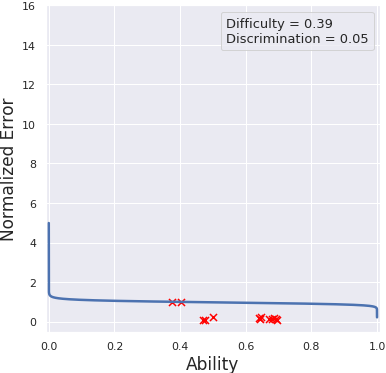 Difficulty = 0.39
Discrimination = 0.05
Normalized Error
16
14
12
10
8
6
4
2
0
0.0 0.2 0.4 0.6 0.8 1.0
Ability